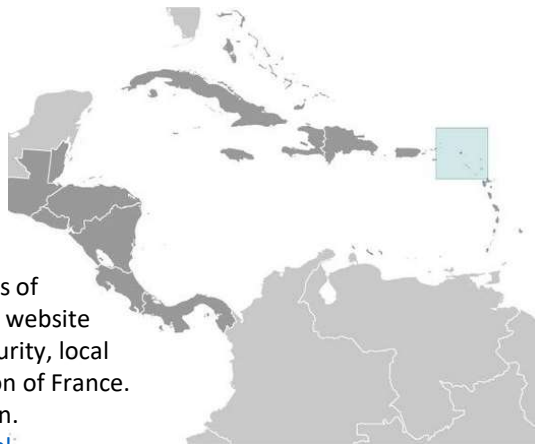 s of
website
urity, local
on of France.
n.